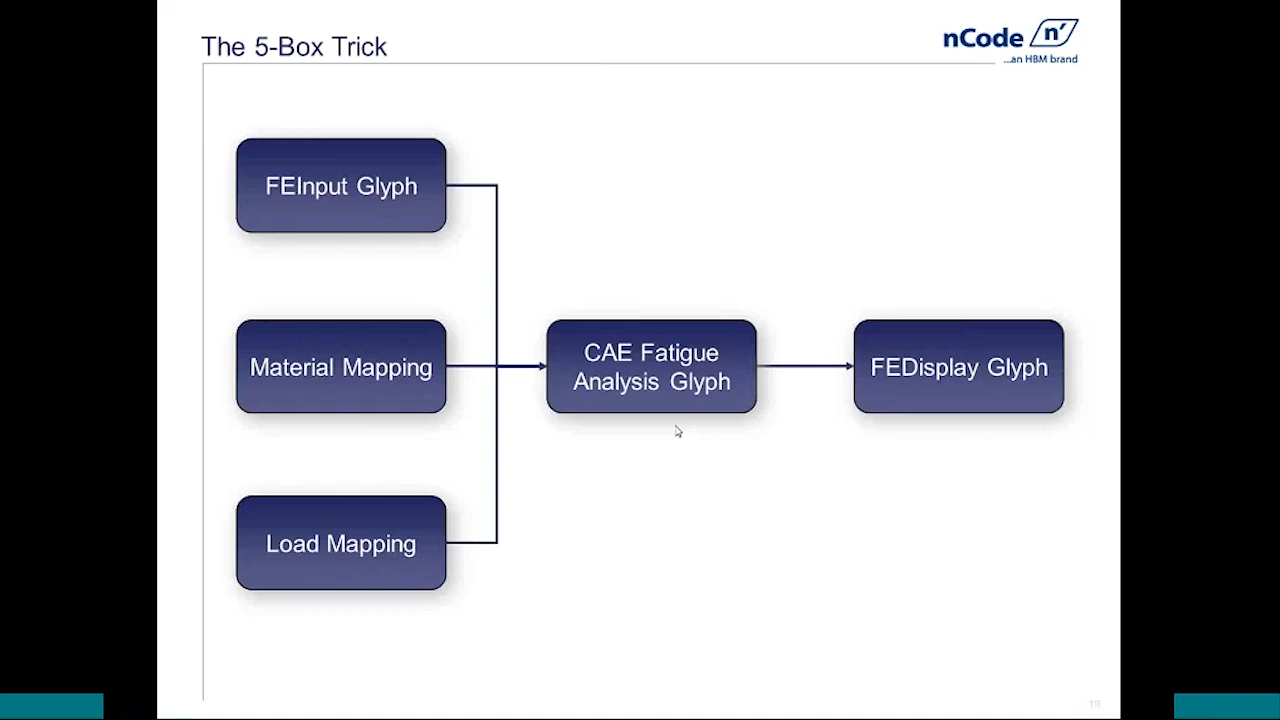 The 5-Box Trick
nCode n'
...an HBM brand
FEInput Glyph
Material Mapping
CAE Fatigue
Analysis Glyph
FEDisplay Glyph
Load Mapping